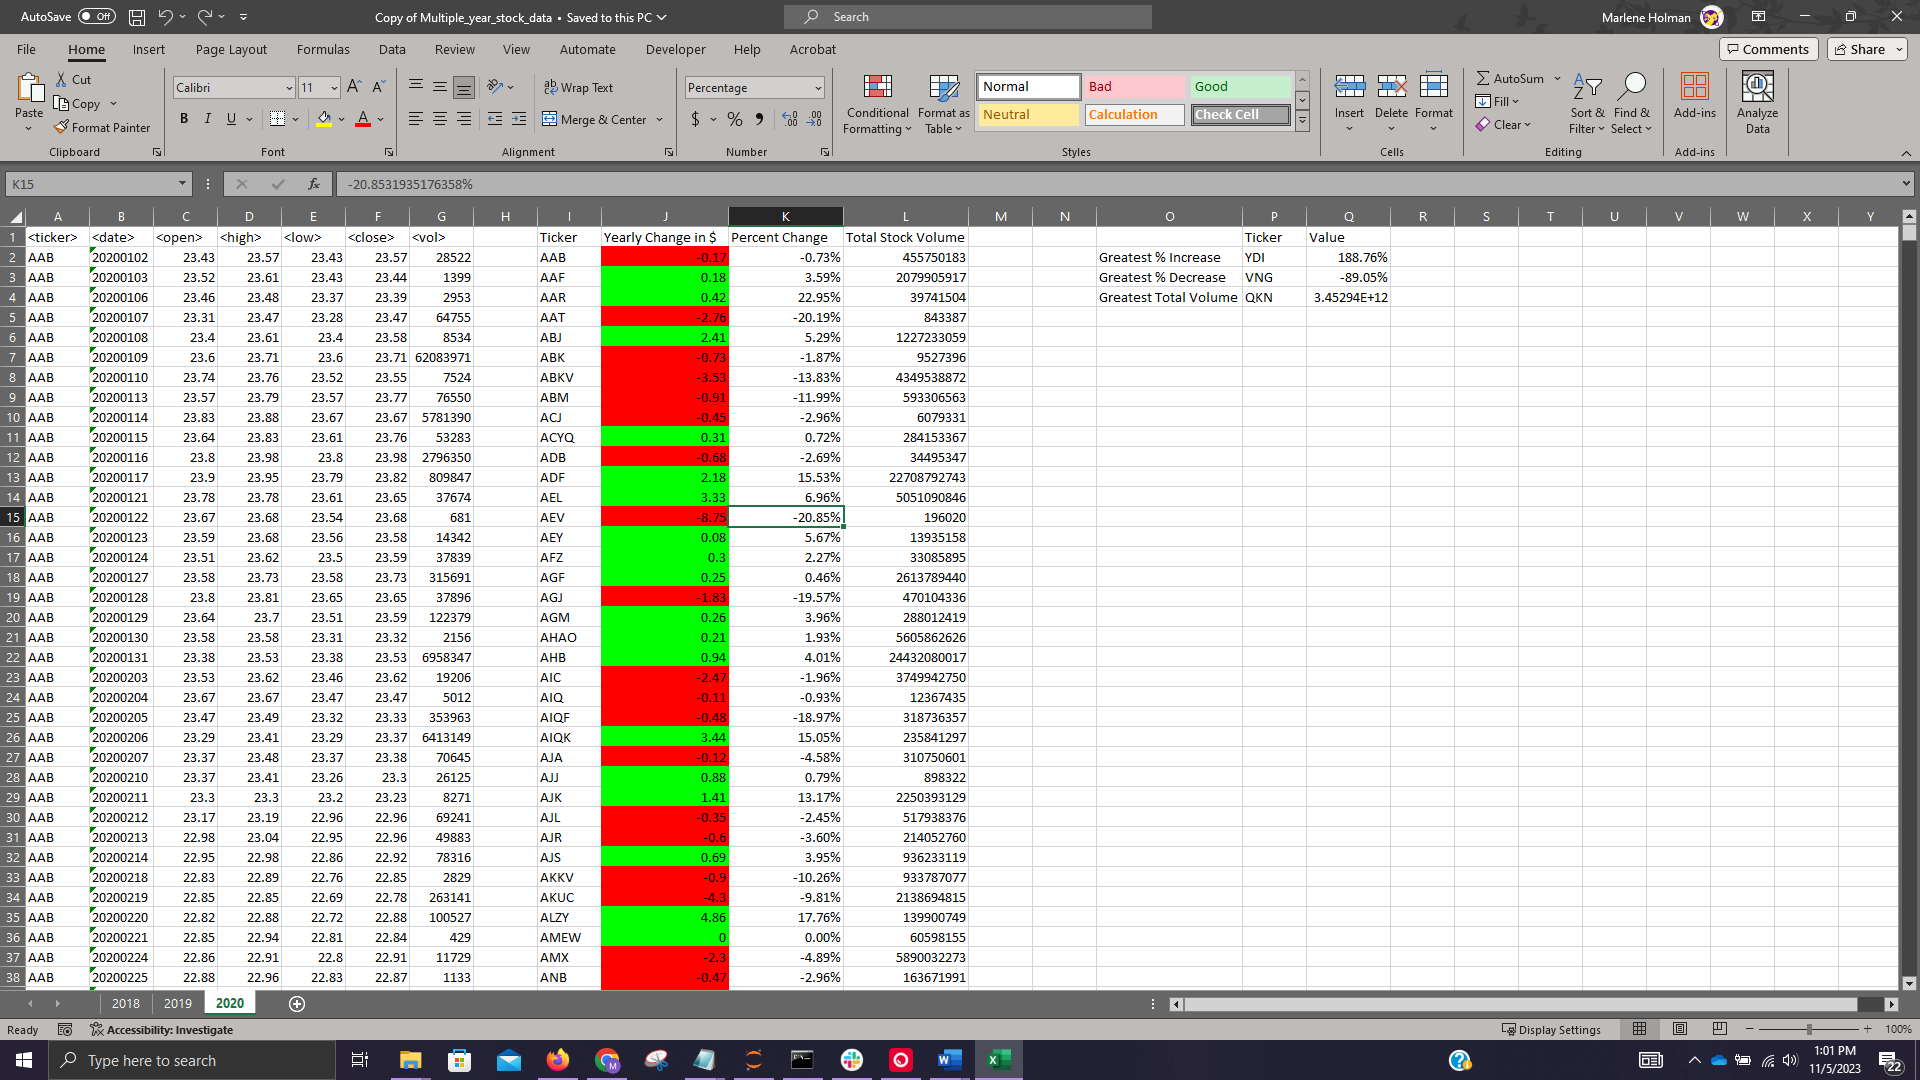 AutoSave Off Copy of Multiple_year_stock_data • Saved to this PC Search Marlene Holman
File Home Insert Page Layout Formulas Data Review View Automate Developer Help Acrobat Comments Share
Paste Cut Copy Format Painter Clipboard
Calibri 11 B I U Font
Wrap Text Merge & Center Alignment
Percentage $ % Number
Conditional Formatting Format as Table Normal Bad Good Neutral Calculation Check Cell Styles
Insert Delete Format Cells
AutoSum Fill Clear Sort & Filter Find & Select Editing
Add-ins Add-ins
Analyze Data
K15 fx -20.8531935176358%
A B C D E F G H I J K L M N O P Q R S T U V W X Y
1 <ticker> <date> <open> <high> <low> <close> <vol> Ticker Yearly Change in $ Percent Change Total Stock Volume Ticker Value
2 AAB 20200102 23.43 23.57 23.43 23.57 28522 AAB -0.17 -0.73% 455750183 Greatest % Increase YDI 188.76%
3 AAB 20200103 23.52 23.61 23.43 23.44 1399 AAF 0.18 3.59% 2079905917 Greatest % Decrease VNG -89.05%
4 AAB 20200106 23.46 23.48 23.37 23.39 2953 AAR 0.42 22.95% 39741504 Greatest Total Volume QKN 3.45294E+12
5 AAB 20200107 23.31 23.47 23.28 23.47 64755 AAT -2.76 -20.19% 843387
6 AAB 20200108 23.4 23.61 23.4 23.58 8534 ABJ 2.41 5.29% 1227233059
7 AAB 20200109 23.6 23.71 23.6 23.71 62083971 ABK -0.73 -1.87% 9527396
8 AAB 20200110 23.74 23.76 23.52 23.55 7524 ABKV -3.53 -13.83% 4349538872
9 AAB 20200113 23.57 23.79 23.57 23.77 76550 ABM -0.91 -11.99% 593306563
10 AAB 20200114 23.83 23.88 23.67 23.67 5781390 ACJ -0.45 -2.96% 6079331
11 AAB 20200115 23.64 23.83 23.61 23.76 53283 ACYQ 0.31 0.72% 284153367
12 AAB 20200116 23.8 23.98 23.8 23.98 2796350 ADB -0.68 -2.69% 34495347
13 AAB 20200117 23.9 23.95 23.79 23.82 809847 ADF 2.18 15.53% 22708792743
14 AAB 20200121 23.78 23.78 23.61 23.65 37674 AEL 3.33 6.96% 5051090846
15 AAB 20200122 23.67 23.68 23.54 23.68 681 AEV -8.75 -20.85% 196020
16 AAB 20200123 23.59 23.68 23.56 23.58 14342 AEY 0.08 5.67% 13935158
17 AAB 20200124 23.51 23.62 23.5 23.59 37839 AFZ 0.3 2.27% 33085895
18 AAB 20200127 23.58 23.73 23.58 23.73 315691 AGF 0.25 0.46% 2613789440
19 AAB 20200128 23.8 23.81 23.65 23.65 37896 AGJ -1.83 -19.57% 470104336
20 AAB 20200129 23.64 23.7 23.51 23.59 122379 AGM 0.26 3.96% 288012419
21 AAB 20200130 23.58 23.58 23.31 23.32 2156 AHAO 0.21 1.93% 5605862626
22 AAB 20200131 23.38 23.53 23.38 23.53 6958347 AHB 0.94 4.01% 24432080017
23 AAB 20200203 23.53 23.62 23.46 23.62 19206 AIC -2.47 -1.96% 3749942750
24 AAB 20200204 23.67 23.67 23.47 23.47 5012 AIQ -0.11 -0.93% 12367435
25 AAB 20200205 23.47 23.49 23.32 23.33 353963 AIQF -0.48 -18.97% 318736357
26 AAB 20200206 23.29 23.41 23.29 23.37 6413149 AIQK 3.44 15.05% 235841297
27 AAB 20200207 23.37 23.48 23.37 23.38 70645 AJA -0.12 -4.58% 310750601
28 AAB 20200210 23.37 23.41 23.26 23.3 26125 AJJ 0.88 0.79% 898322
29 AAB 20200211 23.3 23.3 23.2 23.23 8271 AJK 1.41 13.17% 2250393129
30 AAB 20200212 23.17 23.19 22.96 22.96 69241 AJL -0.35 -2.45% 517938376
31 AAB 20200213 22.98 23.04 22.95 22.96 49883 AJR -0.6 -3.60% 214052760
32 AAB 20200214 22.95 22.98 22.86 22.92 78316 AJS 0.69 3.95% 936233119
33 AAB 20200218 22.83 22.89 22.76 22.85 2829 AKKV -0.9 -10.26% 933787077
34 AAB 20200219 22.85 22.85 22.69 22.78 263141 AKUC -4.3 -9.81% 2138694815
35 AAB 20200220 22.82 22.88 22.72 22.88 100527 ALZY 4.86 17.76% 139900749
36 AAB 20200221 22.85 22.94 22.81 22.84 429 AMEW 0 0.00% 60598155
37 AAB 20200224 22.86 22.91 22.8 22.91 11729 AMX -2.3 -4.89% 5890032273
38 AAB 20200225 22.88 22.96 22.83 22.87 1133 ANB -0.47 -2.96% 163671991
2018 2019 2020
Ready Accessibility: Investigate Display Settings 100%
Type here to search 1:01 PM
11/5/2023 22